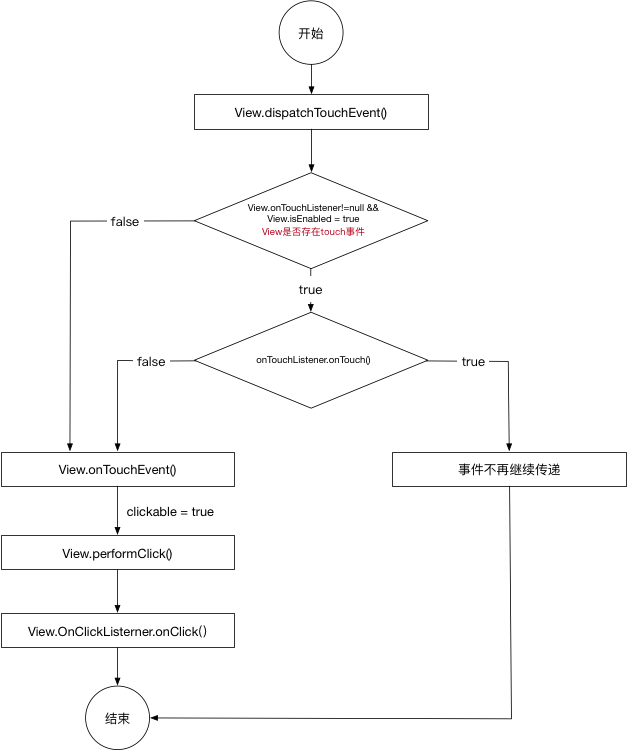 开始
View.dispatchTouchEvent()
View.onTouchListener!=null &&
View.isEnabled = true
View是否存在touch事件
false
true
onTouchListener.onTouch()
false
true
View.onTouchEvent()
事件不再继续传递
clickable = true
View.performClick()
View.OnClickListerner.onClick()
结束